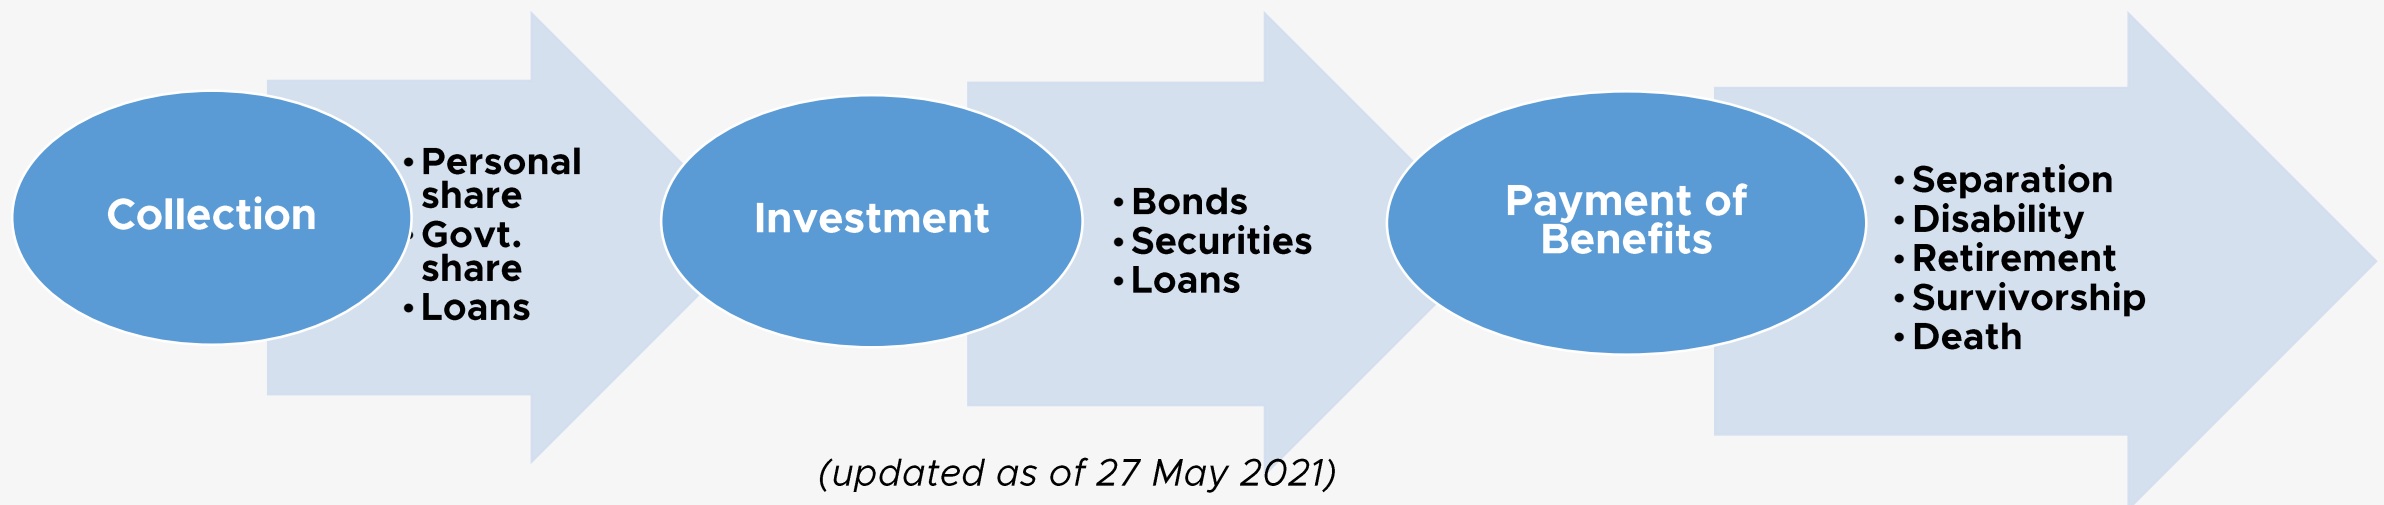 Collection
• Personal
share
• Govt.
share
• Loans
Investment
• Bonds
• Securities
• Loans
Payment of
Benefits
• Separation
• Disability
• Retirement
• Survivorship
• Death
(updated as of 27 May 2021)